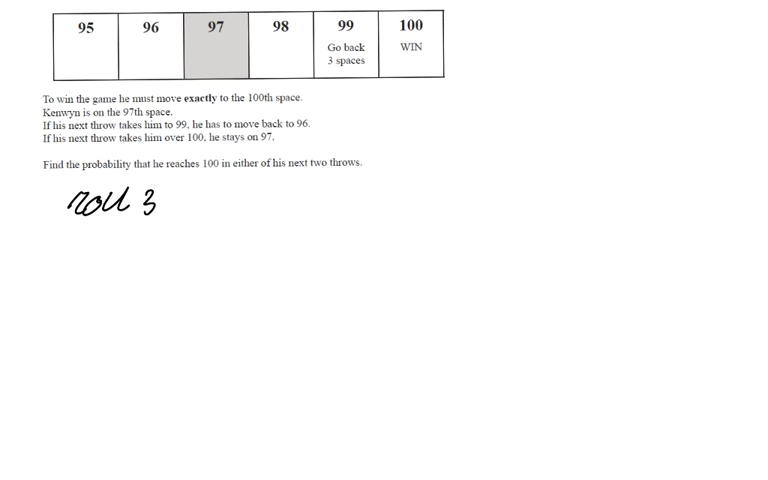 95 96 97 98 99 100
Go back WIN
3 spaces
To win the game he must move exactly to the 100th space.
Kenwyn is on the 97th space.
If his next throw takes him to 99, he has to move back to 96.
If his next throw takes him over 100, he stays on 97.
Find the probability that he reaches 100 in either of his next two throws.
roll 3